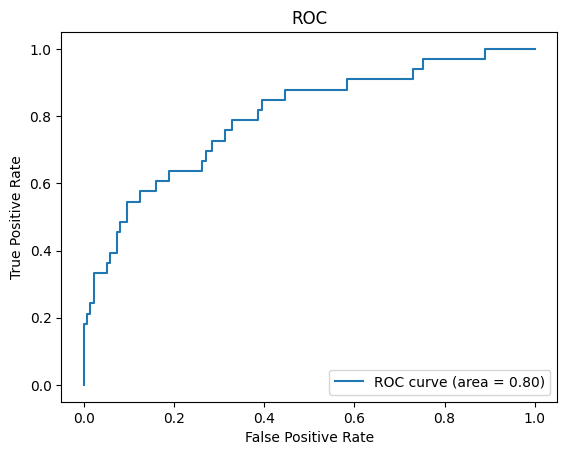 ROC
1.0
0.8
0.6
0.4
0.2
0.0
True Positive Rate
0.0 0.2 0.4 0.6 0.8 1.0
False Positive Rate
ROC curve (area = 0.80)